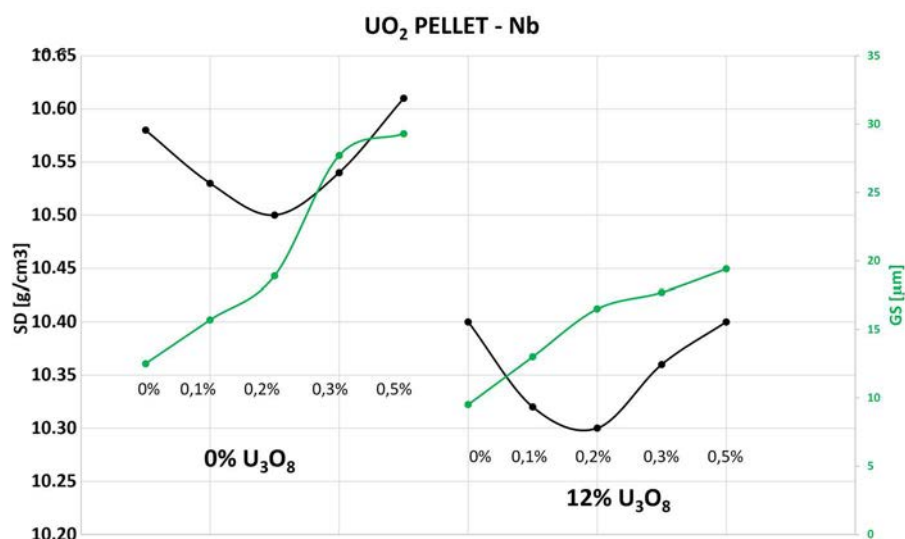 UO₂ PELLET - Nb
10.65
10.60
10.55
10.50
10.45
10.40
10.35
10.30
10.25
10.20
SD [g/cm3]
35
30
25
20
15
10
5
0
GS [µm]
0% 0,1% 0,2% 0,3% 0,5%
0% U₃O₈
0% 0,1% 0,2% 0,3% 0,5%
12% U₃O₈